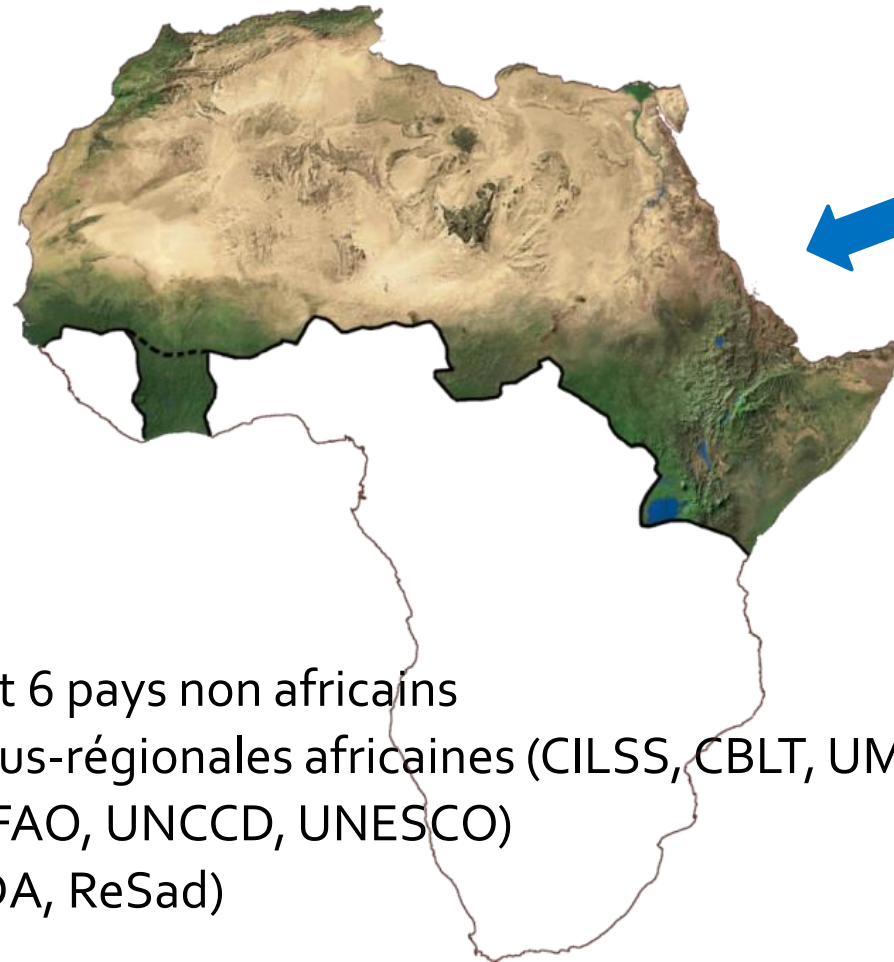 t 6 pays non africains
us-régionales africaines (CILSS, CBLT, UM
FAO, UNCCD, UNESCO)
DA, ReSad)